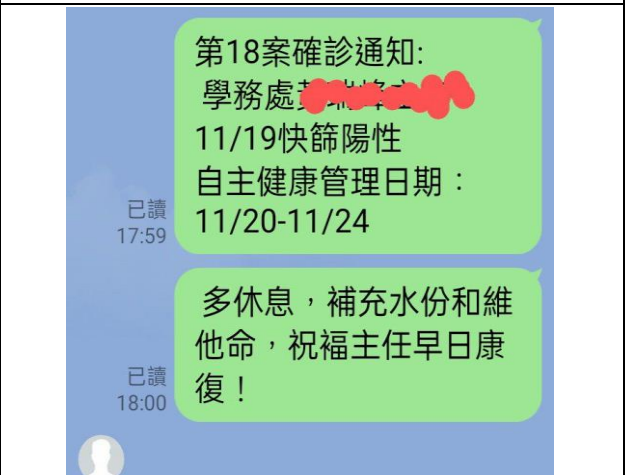 第18案確診通知:
學務處
11/19快篩陽性
自主健康管理日期：
11/20-11/24
已讀
17:59
多休息，補充水份和維
他命，祝福主任早日康
復！
已讀
18:00